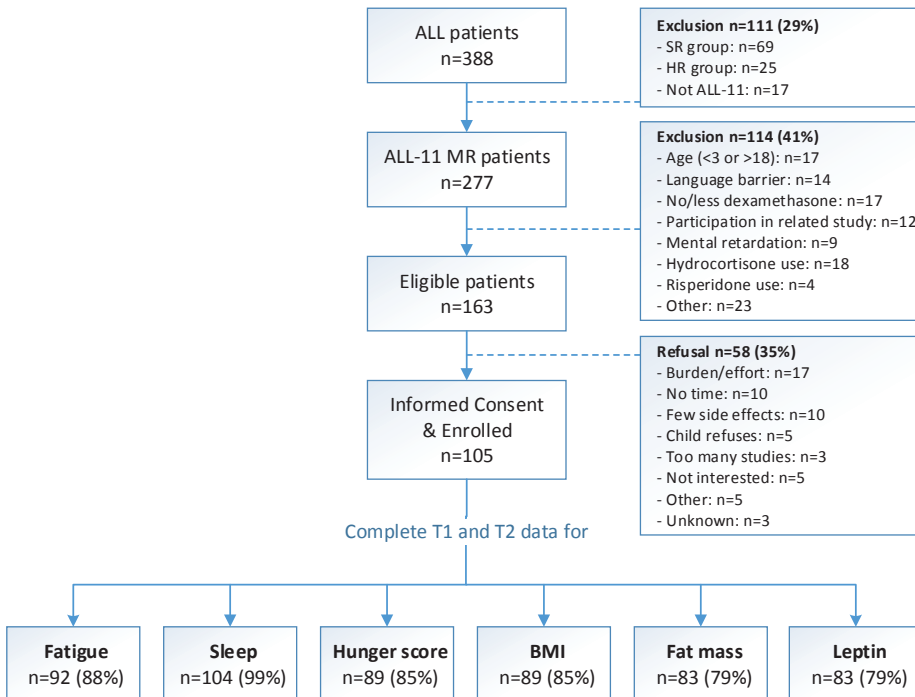 ALL patients
n=388
Exclusion n=111 (29%)
- SR group: n=69
- HR group: n=25
- Not ALL-11: n=17
ALL-11 MR patients
n=277
Exclusion n=114 (41%)
- Age (<3 or >18): n=17
- Language barrier: n=14
- No/less dexamethasone: n=17
- Participation in related study: n=12
- Mental retardation: n=9
- Hydrocortisone use: n=18
- Risperidone use: n=4
- Other: n=23
Eligible patients
n=163
Refusal n=58 (35%)
- Burden/effort: n=17
- No time: n=10
- Few side effects: n=10
- Child refuses: n=5
- Too many studies: n=3
- Not interested: n=5
- Other: n=5
- Unknown: n=3
Informed Consent
& Enrolled
n=105
Complete T1 and T2 data for
Fatigue
n=92 (88%)
Sleep
n=104 (99%)
Hunger score
n=89 (85%)
BMI
n=89 (85%)
Fat mass
n=83 (79%)
Leptin
n=83 (79%)